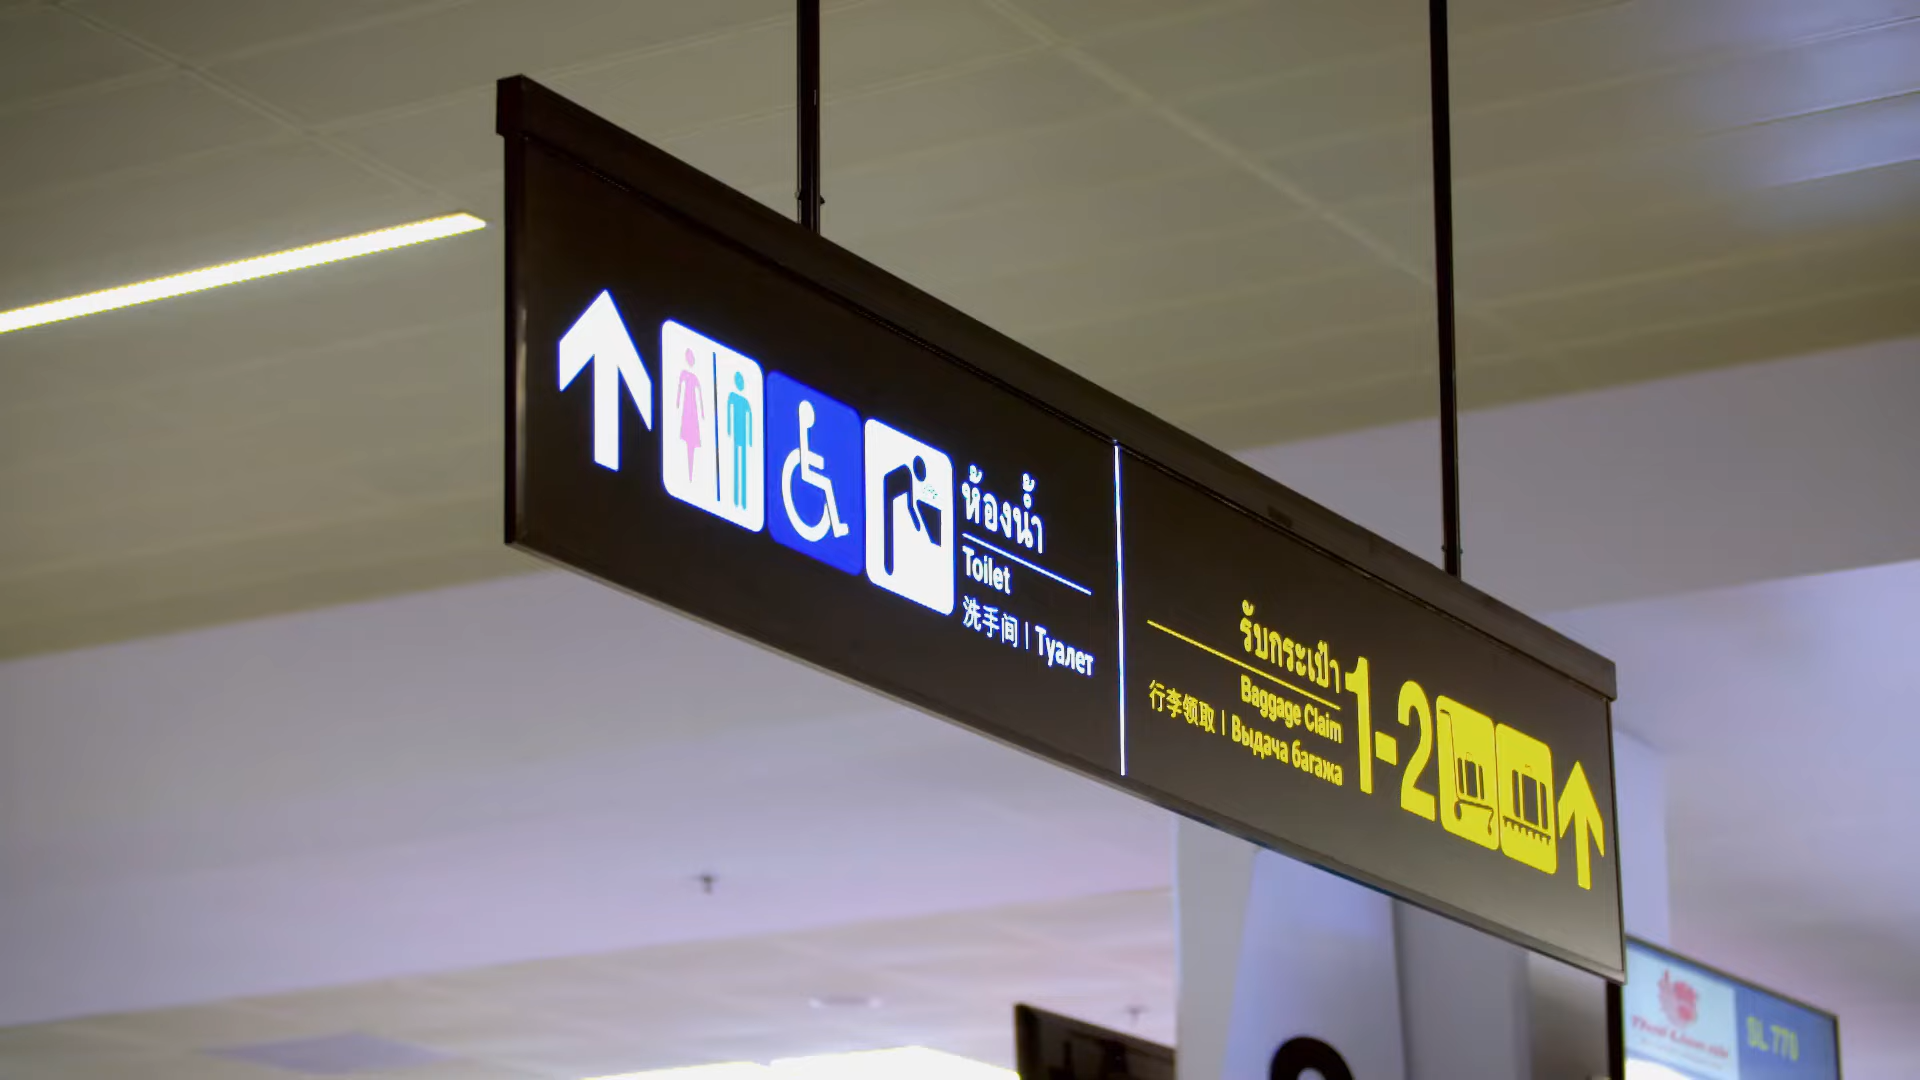 ห้องน้ำ
Toilet
洗手间 | Туалет
รับกระเป๋า
Baggage Claim
行李领取 | Выдача багажа
1-2
SL 770